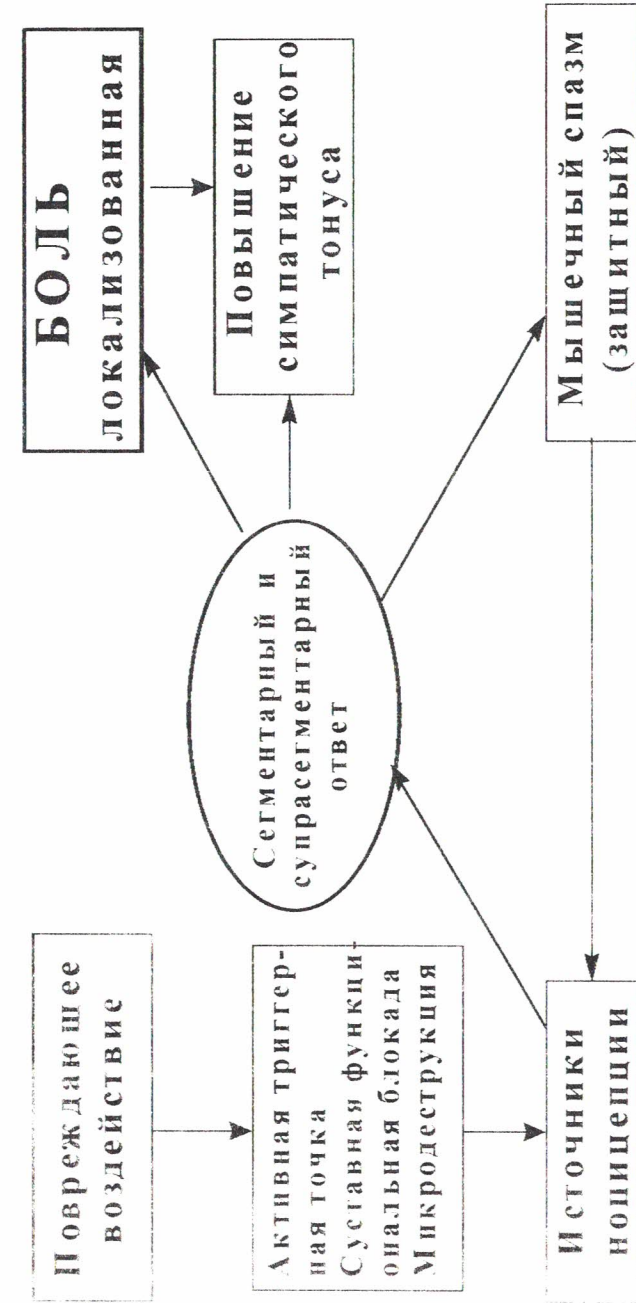 Повреждающее
воздействие
Активная триггер-
ная точка
Суставная функци-
ональная блокада
Микродеструкция
Источники
ноницепции
Сегментарный и
супрасегментарный
ответ
БОЛЬ
локализованная
Повышение
симпатического
тонуса
Мышечный спазм
(защитный)